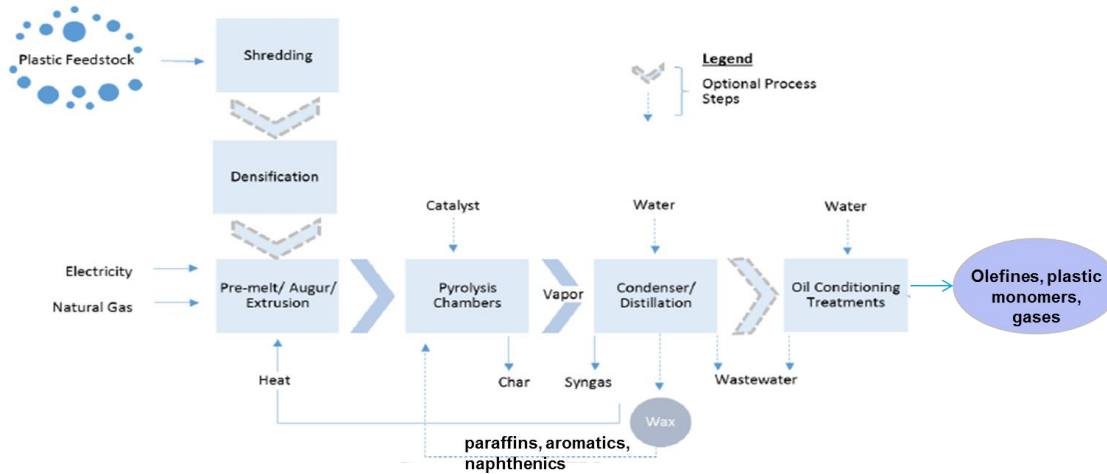 Plastic Feedstock
Shredding
Legend
Optional Process
Steps
Densification
Catalyst
Water
Water
Electricity
Natural Gas
Pre-melt/ Augur/
Extrusion
Pyrolysis
Chambers
Vapor
Condenser/
Distillation
Oil Conditioning
Treatments
Olefines, plastic
monomers,
gases
Heat
Char
Syngas
Wastewater
Wax
paraffins, aromatics,
naphthenics